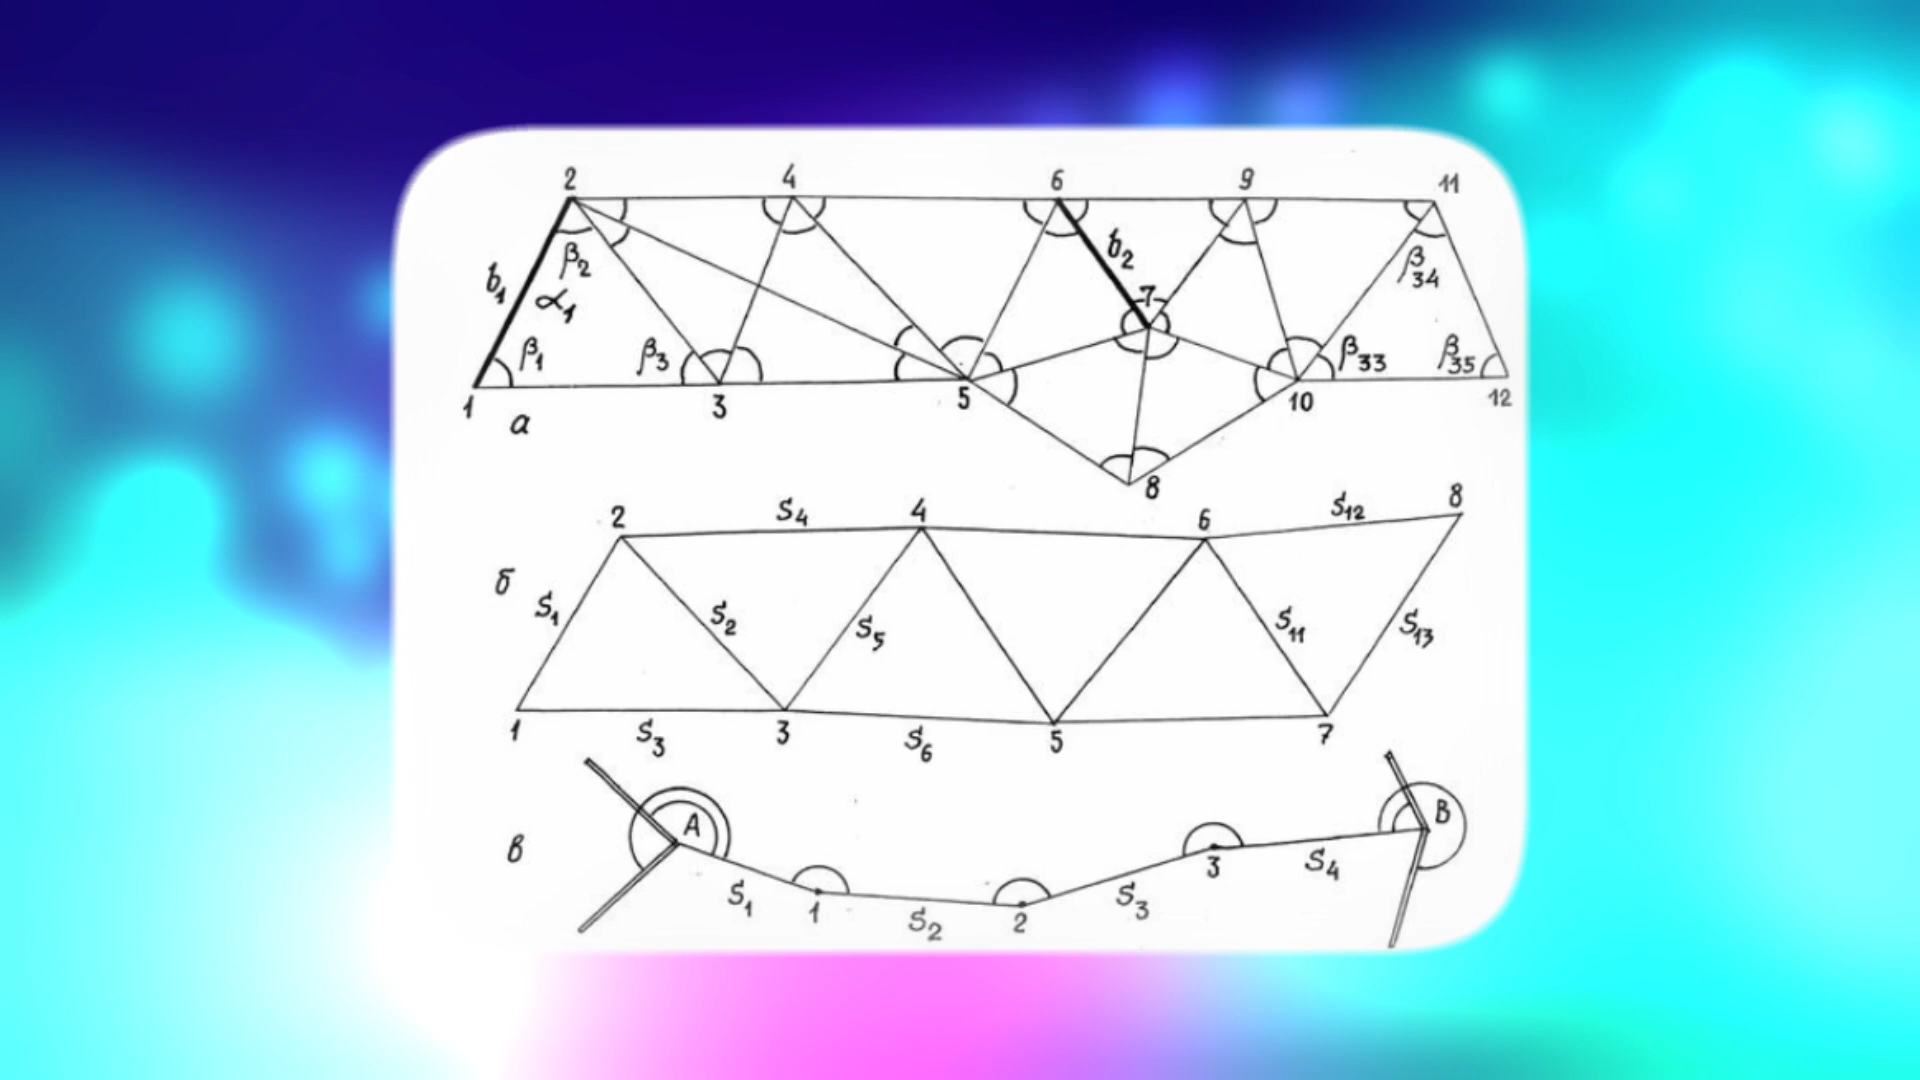 2 4 6 9 11
b₁ β₂ α₁ b₂ 7 β₃₄
β₁ β₃ β₃₃ β₃₅
1 a 3 5 10 12
8
2 S₄ 4 6 S₁₂ 8
б S₁ S₂ S₅ S₁₁ S₁₃
1 S₃ 3 S₆ 5 7
в A B
S₁ 1 S₂ 2 S₃ 3 S₄